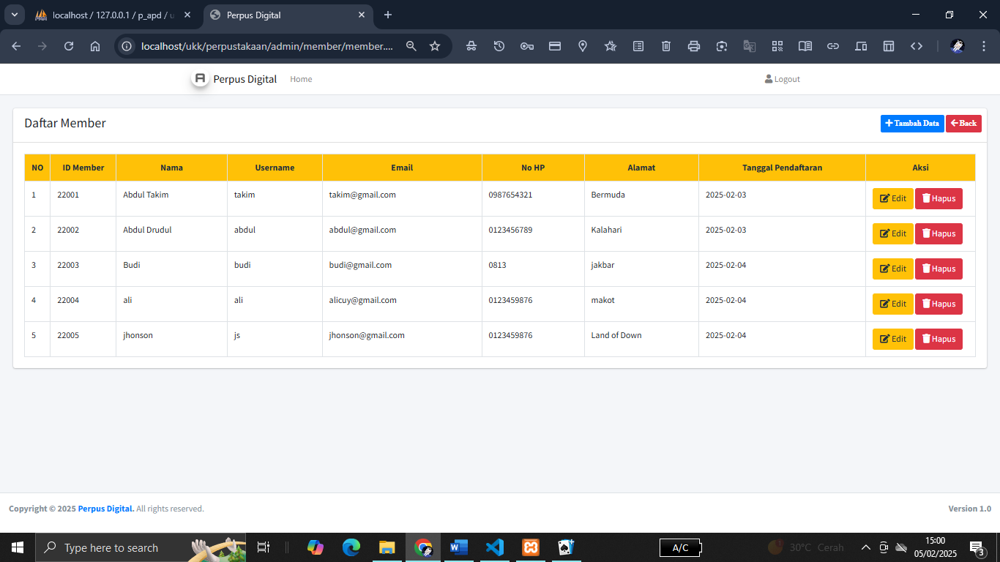 localhost / 127.0.0.1 / p_apd / u
Perpus Digital
localhost/ukk/perpustakaan/admin/member/member....
Perpus Digital Home Logout
Daftar Member Tambah Data Back
NO ID Member Nama Username Email No HP Alamat Tanggal Pendaftaran Aksi
1 22001 Abdul Takim takim takim@gmail.com 0987654321 Bermuda 2025-02-03 Edit Hapus
2 22002 Abdul Drudul abdul abdul@gmail.com 0123456789 Kalahari 2025-02-03 Edit Hapus
3 22003 Budi budi budi@gmail.com 0813 jakbar 2025-02-04 Edit Hapus
4 22004 ali ali alicuy@gmail.com 0123459876 makot 2025-02-04 Edit Hapus
5 22005 jhonson js jhonson@gmail.com 0123459876 Land of Down 2025-02-04 Edit Hapus
Copyright © 2025 Perpus Digital. All rights reserved. Version 1.0
Type here to search
A/C
30°C Cerah
15:00
05/02/2025
3